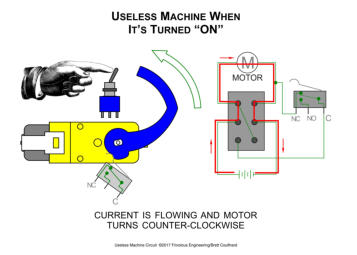 USELESS MACHINE WHEN
IT'S TURNED "ON"
M
MOTOR
NC NO C
NC
C
CURRENT IS FLOWING AND MOTOR
TURNS COUNTER-CLOCKWISE
Useless Machine Circuit ©2017 Frivolous Engineering/Brett Coulthard